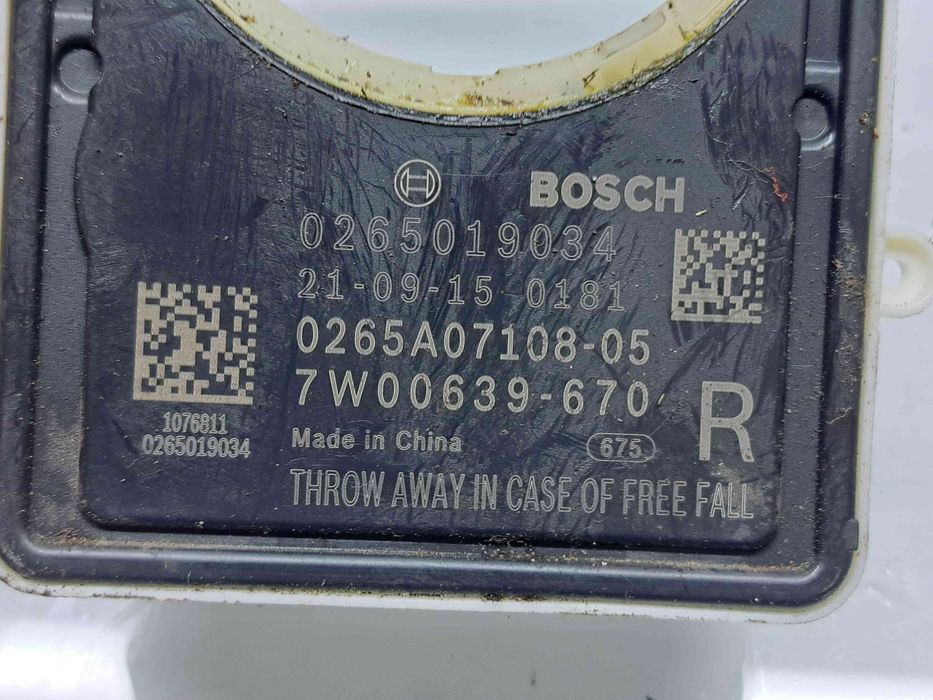 BOSCH
0265019034
21-09-15 0181
0265A07108-05
7W00639-670 R
1076811
0265019034
Made in China 675
THROW AWAY IN CASE OF FREE FALL